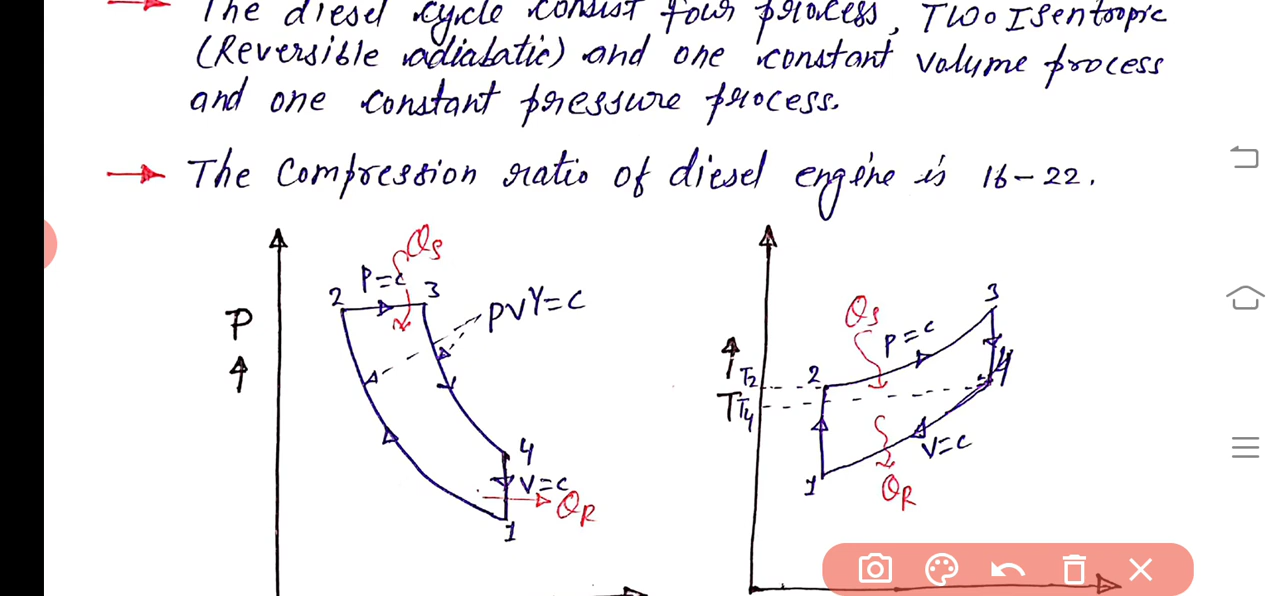 The diesel cycle consist four process, Two Isentropic
(Reversible adiabatic) and one constant volume process
and one constant pressure process.
The Compression ratio of diesel engine is 16-22.
Qs
P=c
2
3
PVγ=C
P
4
V=c
QR
1
3
Qs
P=c
2
T2
4
T
T4
V=c
1
QR